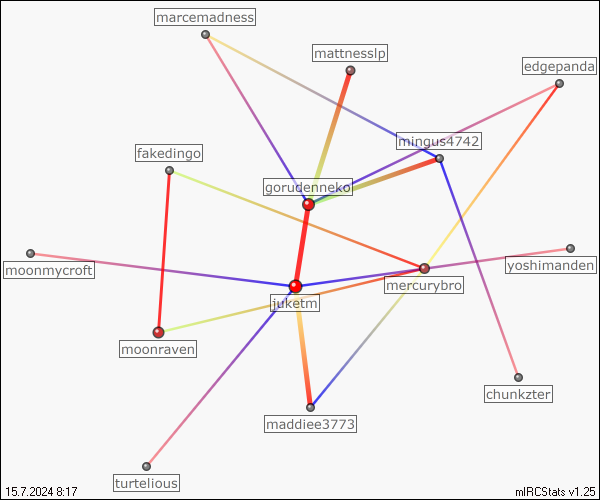 marcemadness
mattnesslp
edgepanda
mingus4742
fakedingo
gorudenneko
moonmycroft
yoshimanden
mercurybro
juketm
moonraven
chunkzter
maddiee3773
turtelious
15.7.2024 8:17
mIRCStats v1.25